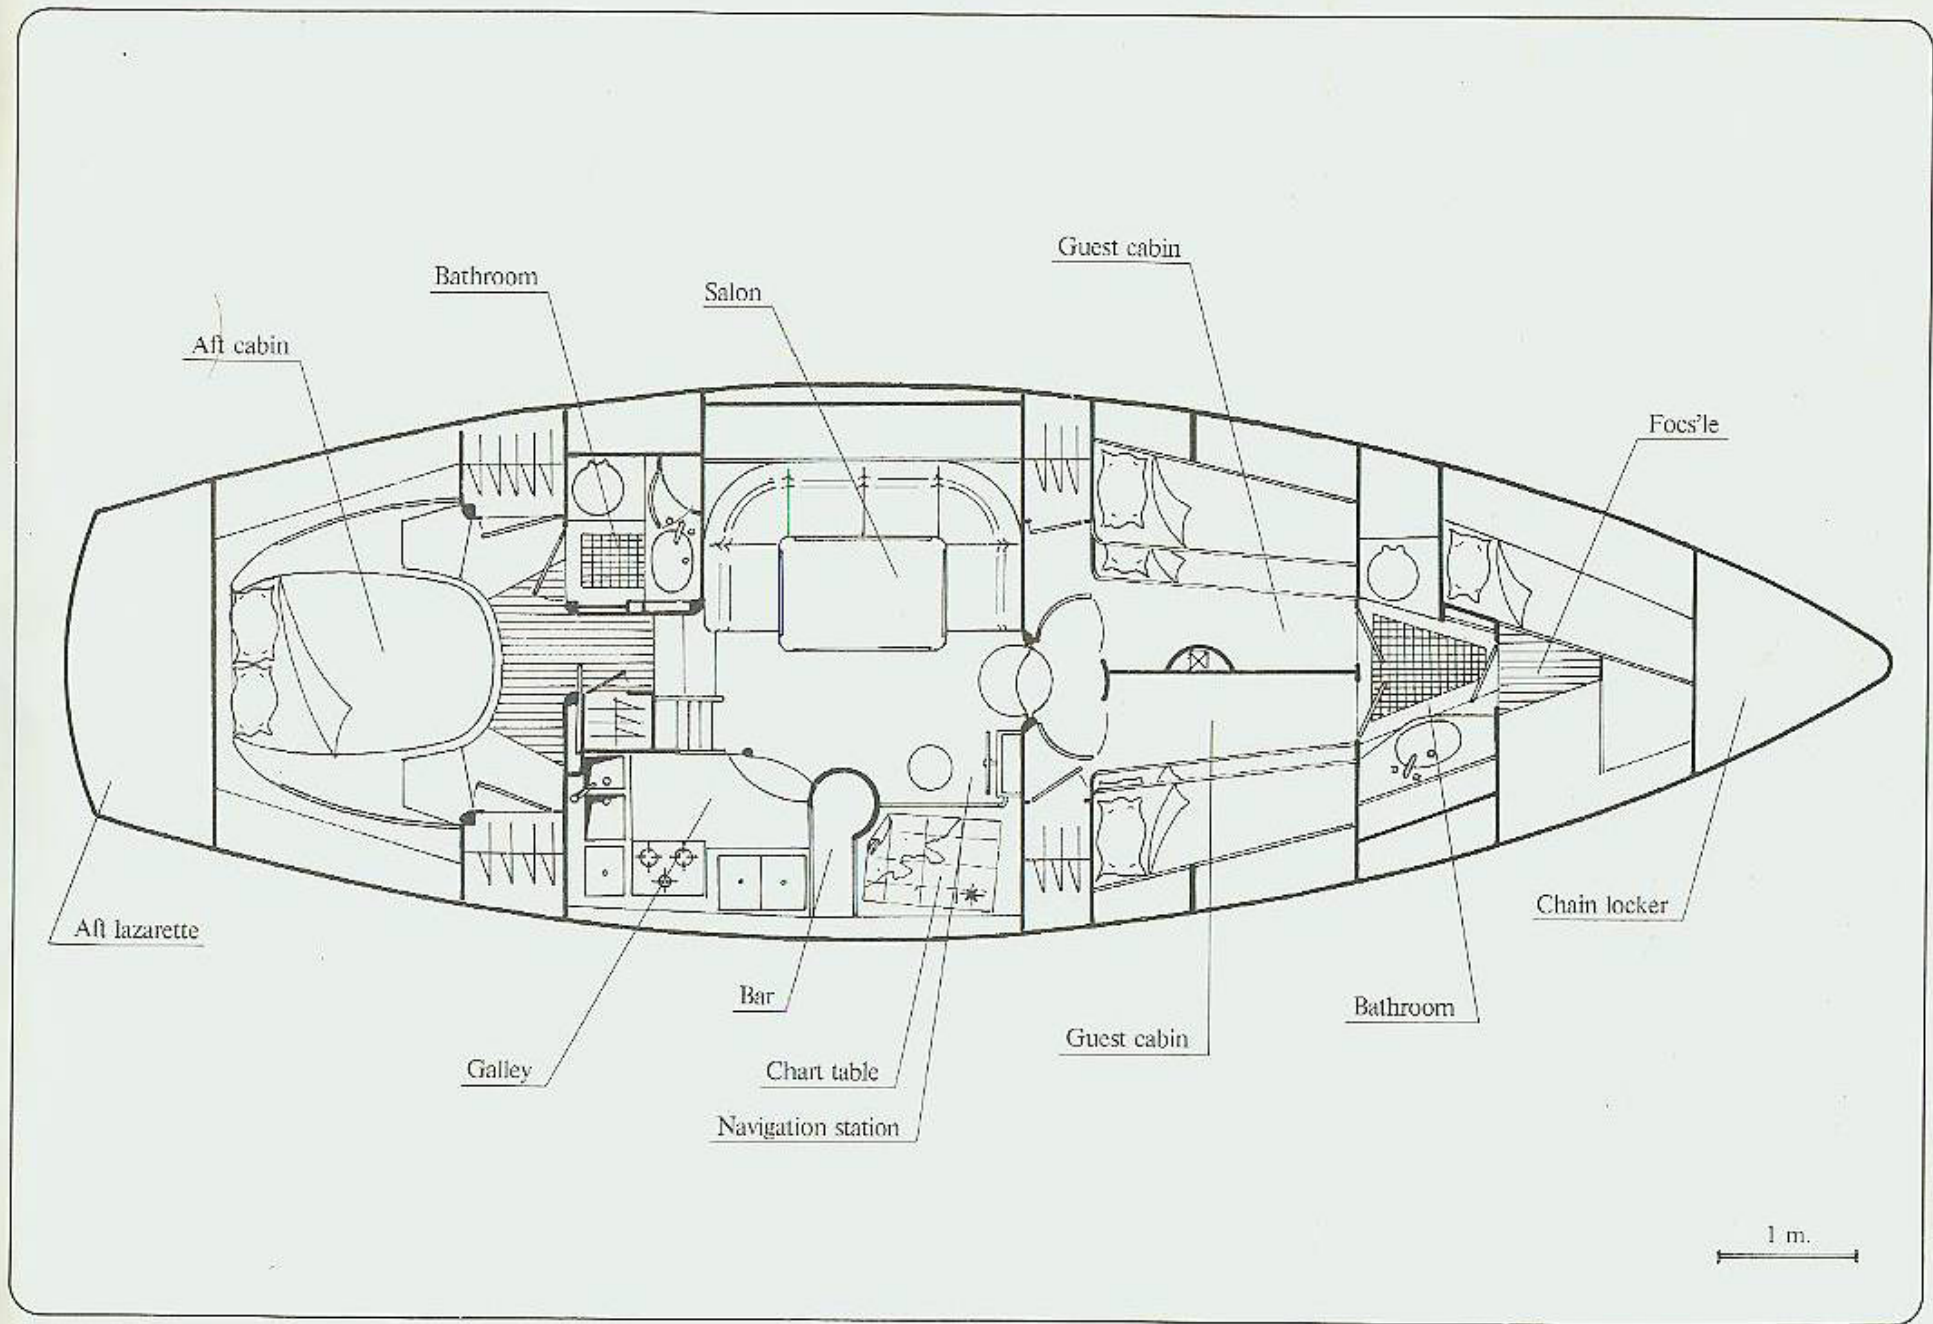 Guest cabin
Bathroom
Salon
Aft cabin
Focs'le
Chain locker
Aft lazarette
Bar
Bathroom
Guest cabin
Galley
Chart table
Navigation station
1 m.